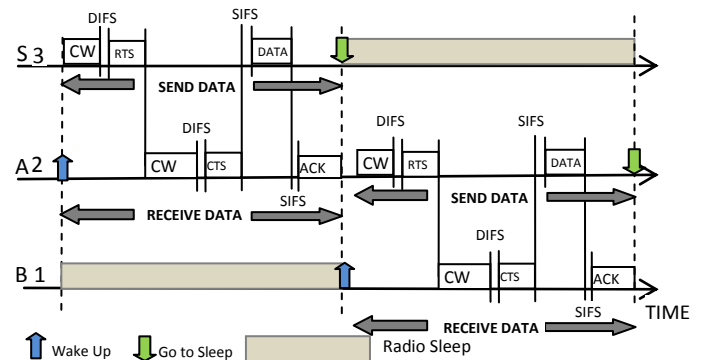 DIFS
SIFS
S 3
CW
RTS
DATA
SEND DATA
DIFS
DIFS
SIFS
A 2
CW
CTS
ACK
CW
RTS
DATA
SIFS
RECEIVE DATA
SEND DATA
DIFS
B 1
CW
CTS
ACK
SIFS
TIME
RECEIVE DATA
Wake Up
Go to Sleep
Radio Sleep